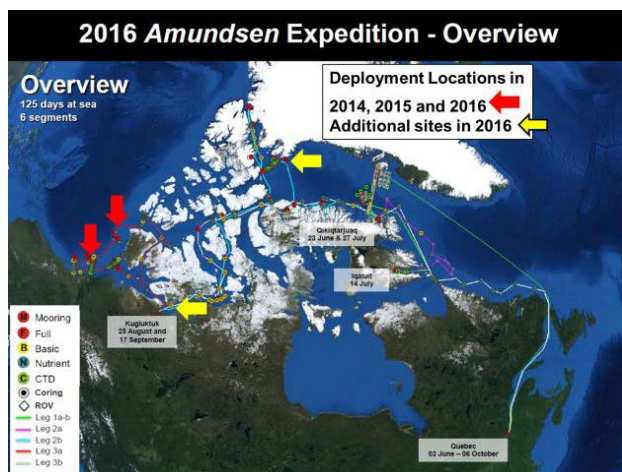 2016 Amundsen Expedition - Overview
Overview
125 days at sea
6 segments
Deployment Locations in
2014, 2015 and 2016
Additional sites in 2016
Qikiqtarjuaq
23 June & 27 July
Iqaluit
14 July
Kugluktuk
25 August and
17 September
Quebec
03 June – 06 October
M Mooring
F Full
B Basic
N Nutrient
C CTD
Coring
ROV
Leg 1a-b
Leg 2a
Leg 2b
Leg 3a
Leg 3b